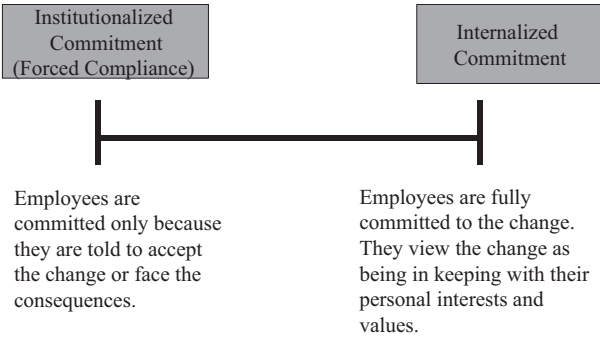 Institutionalized
Commitment
(Forced Compliance)
Internalized
Commitment
Employees are
committed only because
they are told to accept
the change or face the
consequences.
Employees are fully
committed to the change.
They view the change as
being in keeping with their
personal interests and
values.